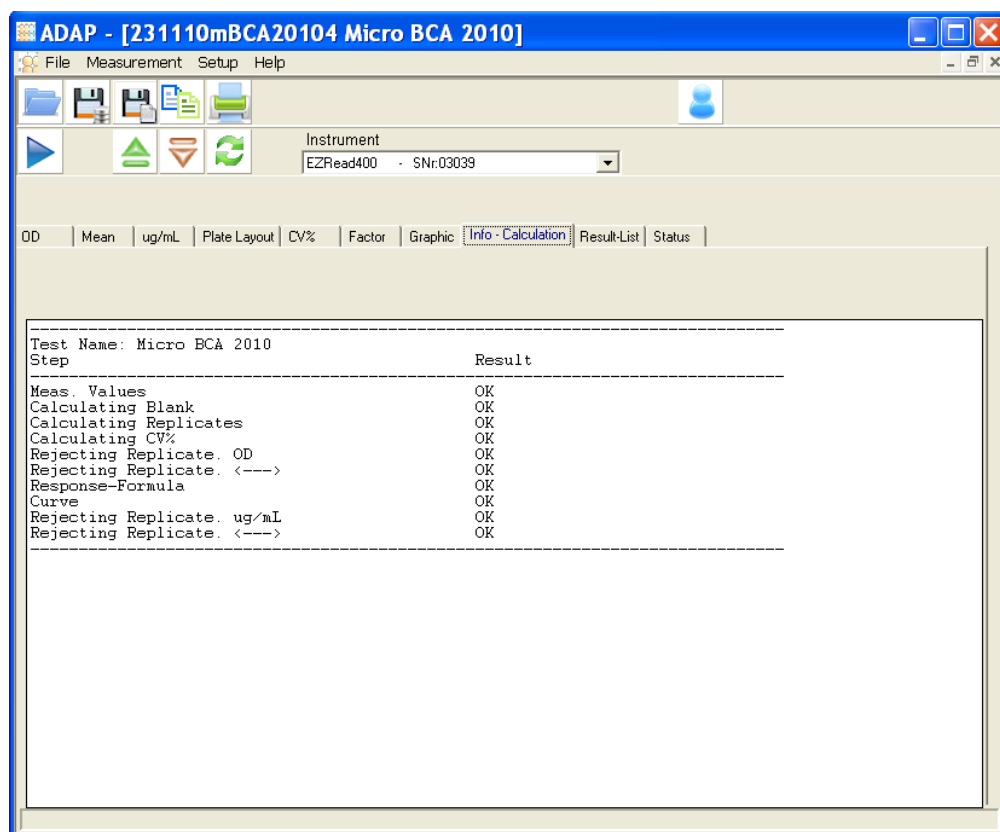 ADAP - [231110mBCA20104 Micro BCA 2010]
File Measurement Setup Help
Instrument
EZRead400 - SNr:03039
OD Mean ug/mL Plate Layout CV% Factor Graphic Info - Calculation Result-List Status
Test Name: Micro BCA 2010
Step Result
Meas. Values OK
Calculating Blank OK
Calculating Replicates OK
Calculating CV% OK
Rejecting Replicate. OD OK
Rejecting Replicate. <---> OK
Response-Formula OK
Curve OK
Rejecting Replicate. ug/mL OK
Rejecting Replicate. <---> OK